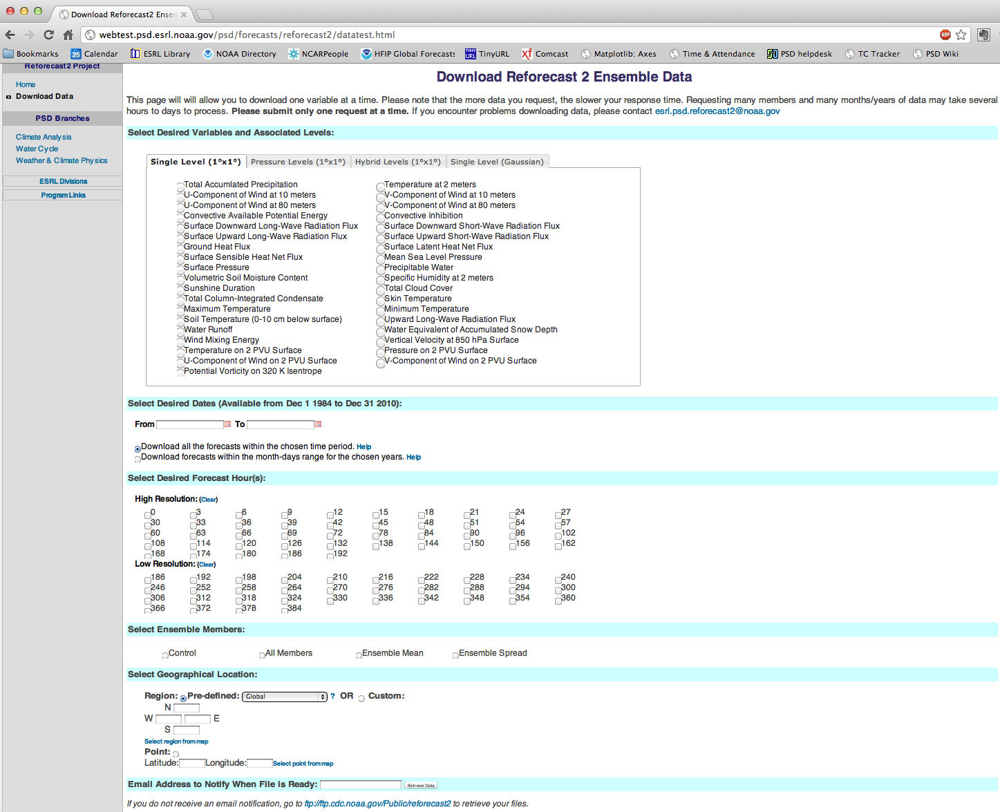 Download Reforecast2 Ensem
webtest.psd.esrl.noaa.gov/psd/forecasts/reforecast2/datatest.html
ABP
Bookmarks 25 Calendar ESRL Library NOAA Directory NCARPeople HFIP Global Forecasts TINY URL TinyURL xf Comcast Matplotlib: Axes Time & Attendance PSD helpdesk TC Tracker PSD Wiki
Reforecast2 Project
Home
Download Data
PSD Branches
Climate Analysis
Water Cycle
Weather & Climate Physics
ESRL Divisions
Program Links
Download Reforecast 2 Ensemble Data
This page will will allow you to download one variable at a time. Please note that the more data you request, the slower your response time. Requesting many members and many months/years of data may take several
hours to days to process. Please submit only one request at a time. If you encounter problems downloading data, please contact esrl.psd.reforecast2@noaa.gov
Select Desired Variables and Associated Levels:
Single Level (1ºx1º) Pressure Levels (1ºx1º) Hybrid Levels (1ºx1º) Single Level (Gaussian)
Total Accumlated Precipitation Temperature at 2 meters
U-Component of Wind at 10 meters V-Component of Wind at 10 meters
U-Component of Wind at 80 meters V-Component of Wind at 80 meters
Convective Available Potential Energy Convective Inhibition
Surface Downward Long-Wave Radiation Flux Surface Downward Short-Wave Radiation Flux
Surface Upward Long-Wave Radiation Flux Surface Upward Short-Wave Radiation Flux
Ground Heat Flux Surface Latent Heat Net Flux
Surface Sensible Heat Net Flux Mean Sea Level Pressure
Surface Pressure Precipitable Water
Volumetric Soil Moisture Content Specific Humidity at 2 meters
Sunshine Duration Total Cloud Cover
Total Column-Integrated Condensate Skin Temperature
Maximum Temperature Minimum Temperature
Soil Temperature (0-10 cm below surface) Upward Long-Wave Radiation Flux
Water Runoff Water Equivalent of Accumulated Snow Depth
Wind Mixing Energy Vertical Velocity at 850 hPa Surface
Temperature on 2 PVU Surface Pressure on 2 PVU Surface
U-Component of Wind on 2 PVU Surface V-Component of Wind on 2 PVU Surface
Potential Vorticity on 320 K Isentrope
Select Desired Dates (Available from Dec 1 1984 to Dec 31 2010):
From To
Download all the forecasts within the chosen time period. Help
Download forecasts within the month-days range for the chosen years. Help
Select Desired Forecast Hour(s):
High Resolution: (Clear)
0 3 6 9 12 15 18 21 24 27
30 33 36 39 42 45 48 51 54 57
60 63 66 69 72 78 84 90 96 102
108 114 120 126 132 138 144 150 156 162
168 174 180 186 192
Low Resolution: (Clear)
186 192 198 204 210 216 222 228 234 240
246 252 258 264 270 276 282 288 294 300
306 312 318 324 330 336 342 348 354 360
366 372 378 384
Select Ensemble Members:
Control All Members Ensemble Mean Ensemble Spread
Select Geographical Location:
Region: Pre-defined: Global ? OR Custom:
N
W E
S
Select region from map
Point:
Latitude: Longitude: Select point from map
Email Address to Notify When File is Ready: Retrieve Data
If you do not receive an email notification, go to ftp://ftp.cdc.noaa.gov/Public/reforecast2 to retrieve your files.